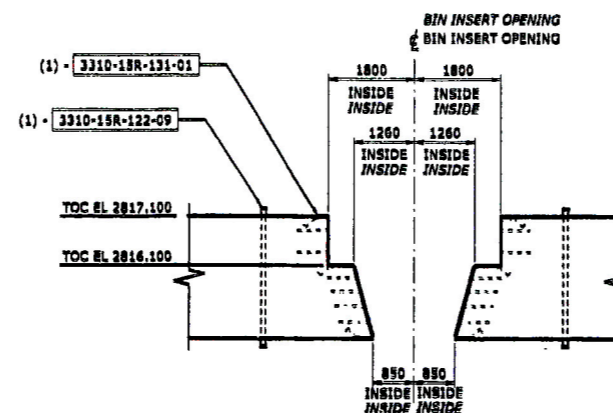 BIN INSERT OPENING
℄ BIN INSERT OPENING
(1) - 3310-15R-131-01
1800 1800
INSIDE INSIDE
INSIDE INSIDE
(1) - 3310-15R-122-09
1260 1260
INSIDE INSIDE
INSIDE INSIDE
TOC EL 2817.100
TOC EL 2816.100
850 850
INSIDE INSIDE
INSIDE INSIDE